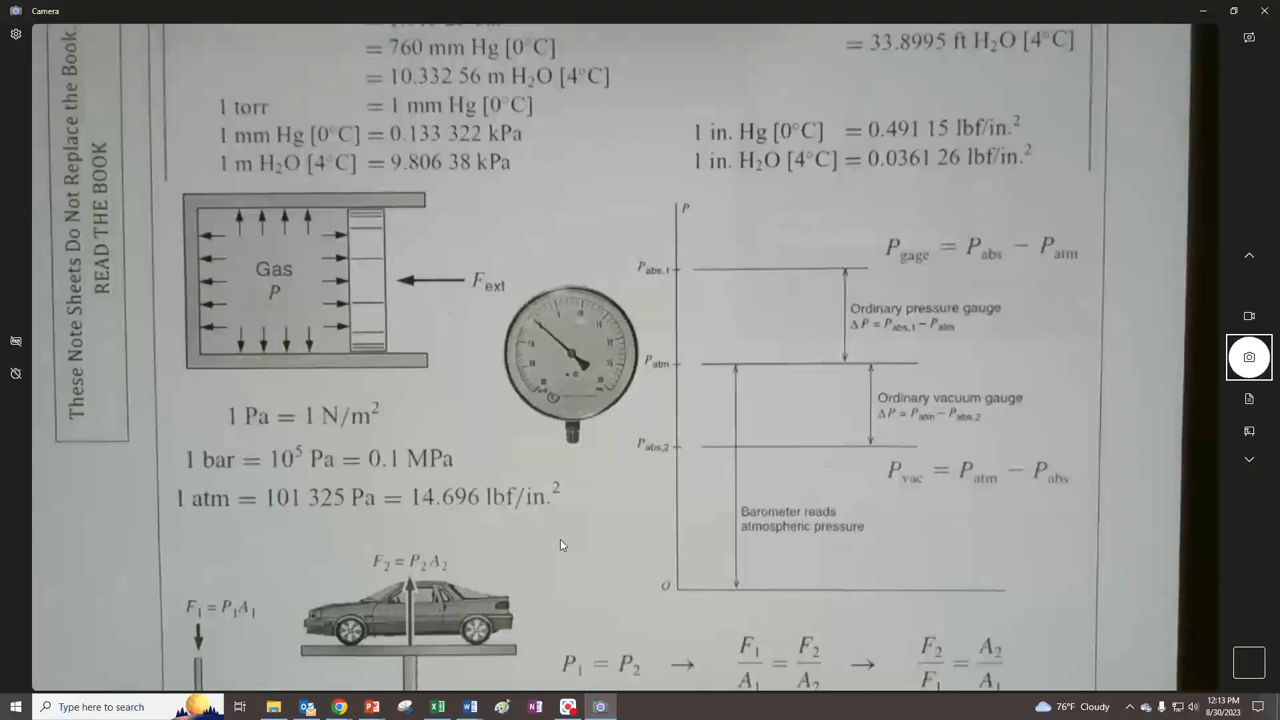 Camera
These Note Sheets Do Not Replace the Book.
READ THE BOOK
= 760 mm Hg [0°C]
= 10.332 56 m H₂O [4°C]
1 torr = 1 mm Hg [0°C]
1 mm Hg [0°C] = 0.133 322 kPa
1 m H₂O [4°C] = 9.806 38 kPa
= 33.8995 ft H₂O [4°C]
1 in. Hg [0°C] = 0.491 15 lbf/in.²
1 in. H₂O [4°C] = 0.0361 26 lbf/in.²
Gas
P
F_ext
1 Pa = 1 N/m²
1 bar = 10⁵ Pa = 0.1 MPa
1 atm = 101 325 Pa = 14.696 lbf/in.²
P
P_abs,1
P_atm
P_abs,2
O
P_gage = P_abs − P_atm
Ordinary pressure gauge
ΔP = P_abs,1 − P_atm
Ordinary vacuum gauge
ΔP = P_atm − P_abs,2
P_vac = P_atm − P_abs
Barometer reads
atmospheric pressure
F₂ = P₂A₂
F₁ = P₁A₁
P₁ = P₂ → F₁/A₁ = F₂/A₂ → F₂/F₁ = A₂/A₁
Type here to search
76°F Cloudy
12:13 PM
8/30/2023